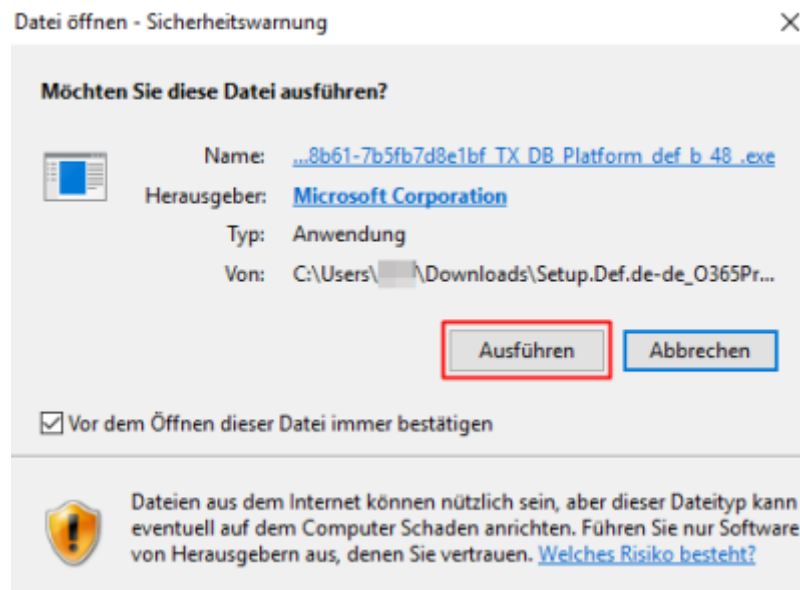 Datei öffnen - Sicherheitswarnung
Möchten Sie diese Datei ausführen?
Name: ...8b61-7b5fb7d8e1bf_TX_DB_Platform_def_b_48_.exe
Herausgeber: Microsoft Corporation
Typ: Anwendung
Von: C:\Users\ \Downloads\Setup.Def.de-de_O365Pr...
Ausführen Abbrechen
Vor dem Öffnen dieser Datei immer bestätigen
Dateien aus dem Internet können nützlich sein, aber dieser Dateityp kann
eventuell auf dem Computer Schaden anrichten. Führen Sie nur Software
von Herausgebern aus, denen Sie vertrauen. Welches Risiko besteht?